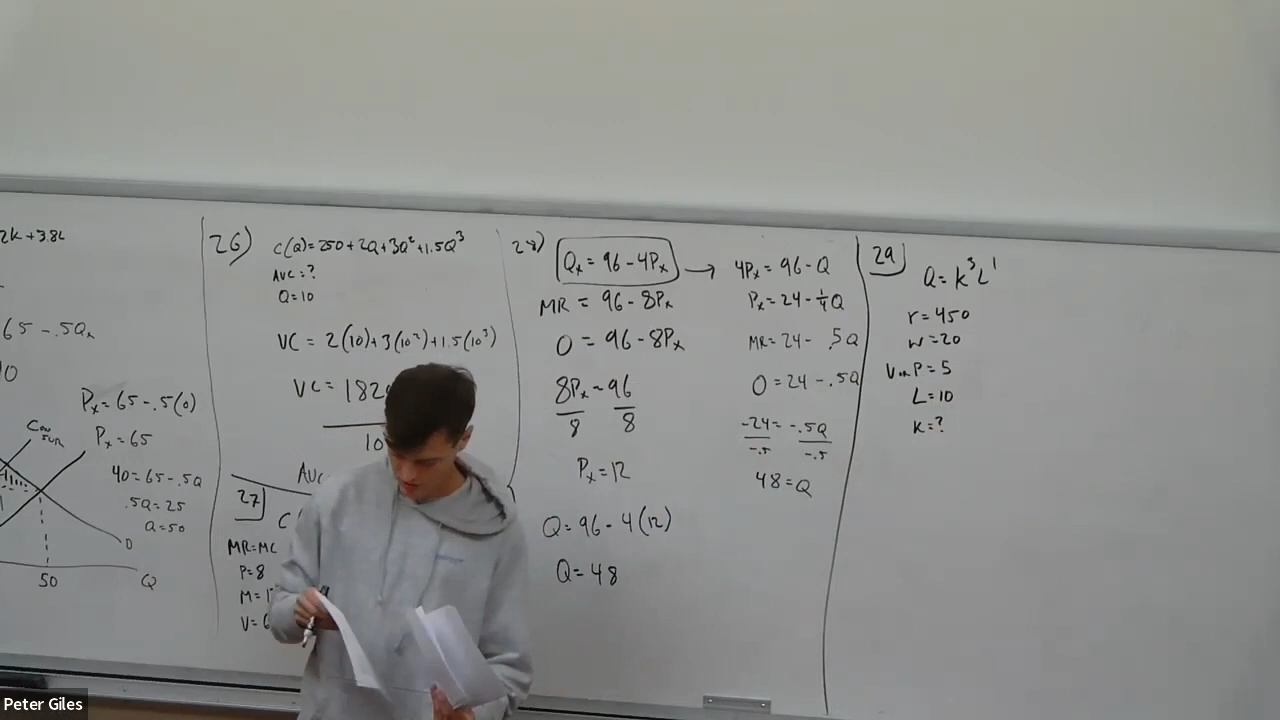 2K+3.8L
65-.5Qx
Px=65-.5(0)
Px=65
40=65-.5Q
.5Q=25
Q=50
D
50
Q
26)
C(Q)=250+2Q+3Q²+1.5Q³
AVC=?
Q=10
VC=2(10)+3(10²)+1.5(10³)
VC=182
10
AVC
27
C(
MR=MC
P=8
M=1
V=6
28)
Qx=96-4Px →
MR=96-8Px
0=96-8Px
8Px=96
8 8
Px=12
Q=96-4(12)
Q=48
4Px=96-Q
Px=24-¼Q
MR=24-.5Q
0=24-.5Q
-24=-.5Q
-.5 -.5
48=Q
29
Q=K³L¹
r=450
w=20
P=5
L=10
K=?
Peter Giles